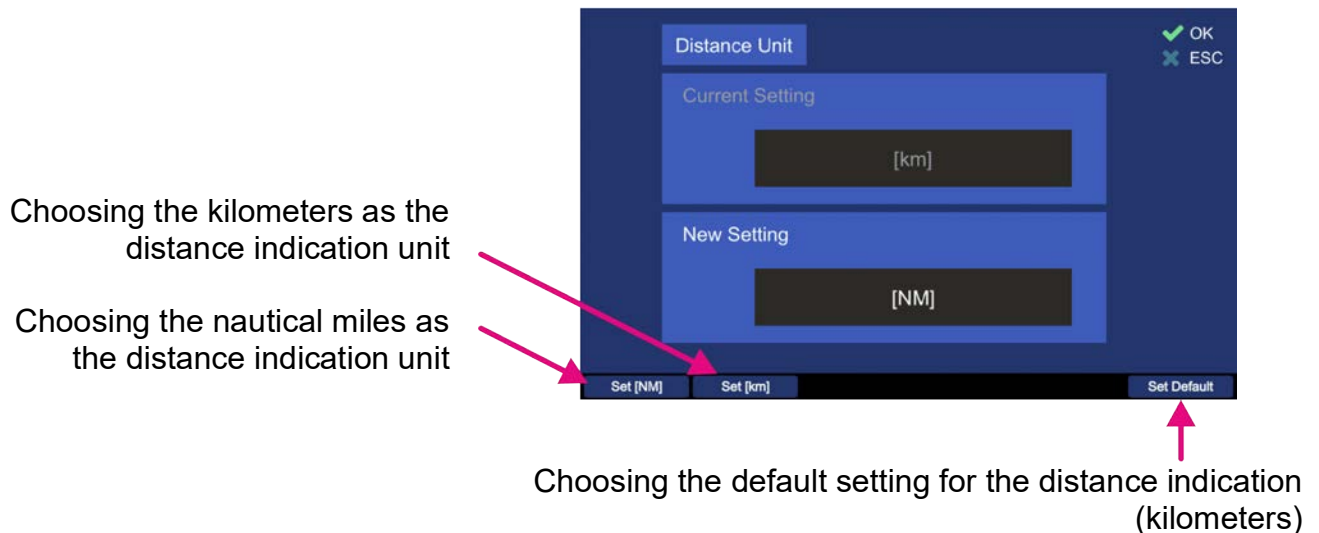 Distance Unit
OK
ESC
Current Setting
[km]
Choosing the kilometers as the
distance indication unit
New Setting
[NM]
Choosing the nautical miles as
the distance indication unit
Set [NM]
Set [km]
Set Default
Choosing the default setting for the distance indication
(kilometers)